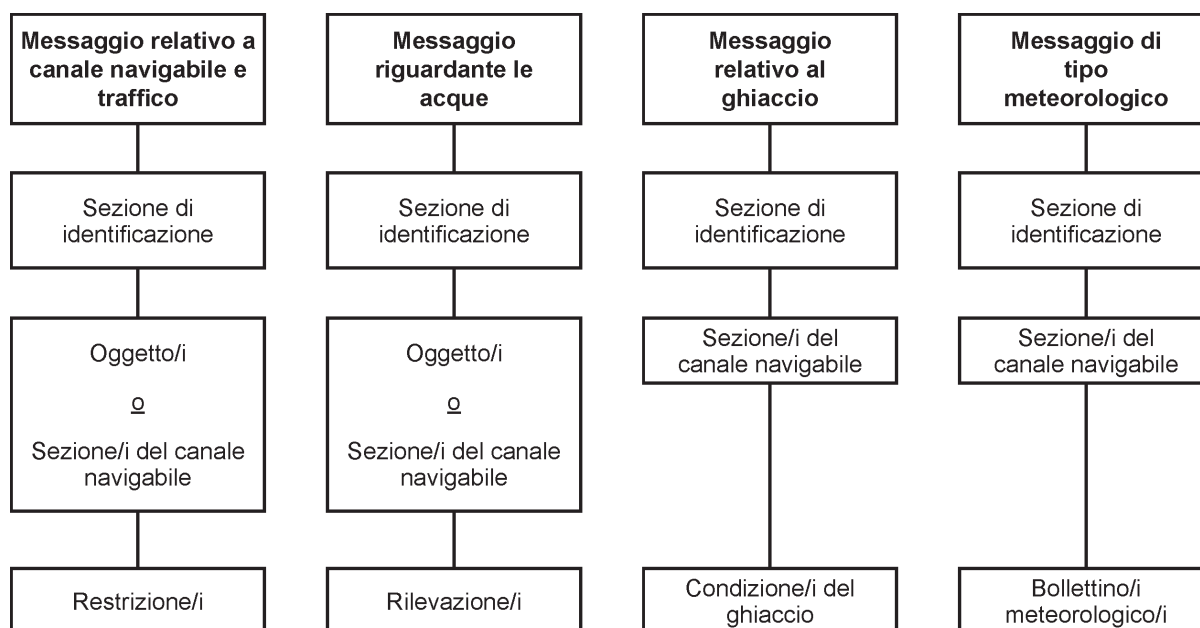 Messaggio relativo a
canale navigabile e
traffico
Sezione di
identificazione
Oggetto/i
o
Sezione/i del canale
navigabile
Restrizione/i
Messaggio
riguardante le
acque
Sezione di
identificazione
Oggetto/i
o
Sezione/i del canale
navigabile
Rilevazione/i
Messaggio
relativo al
ghiaccio
Sezione di
identificazione
Sezione/i del
canale navigabile
Condizione/i del
ghiaccio
Messaggio di
tipo
meteorologico
Sezione di
identificazione
Sezione/i del
canale navigabile
Bollettino/i
meteorologico/i